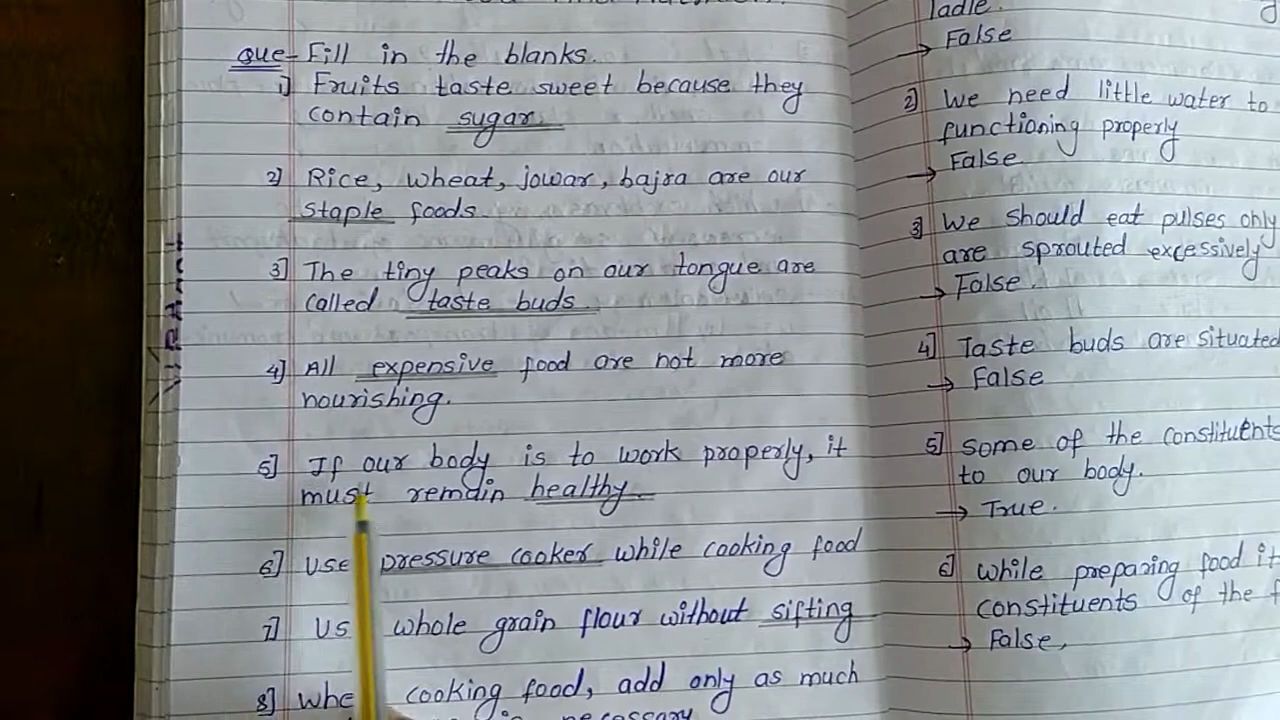 Que- Fill in the blanks.
1] Fruits taste sweet because they
contain sugar
2] Rice, wheat, jowar, bajra are our
staple foods.
3] The tiny peaks on our tongue are
called taste buds
4] All expensive food are not more
nourishing.
5] If our body is to work properly, it
must remain healthy.
6] Use pressure cooker while cooking food
7] Us whole grain flour without sifting
8] Whe cooking food, add only as much
necessary
ladle.
→ False
2] We need little water to
functioning properly
→ False
3] We should eat pulses only
are sprouted excessively
→ False.
4] Taste buds are situated
→ False
5] some of the constituents
to our body.
→ True.
6] while preparing food it
constituents of the f
→ False,